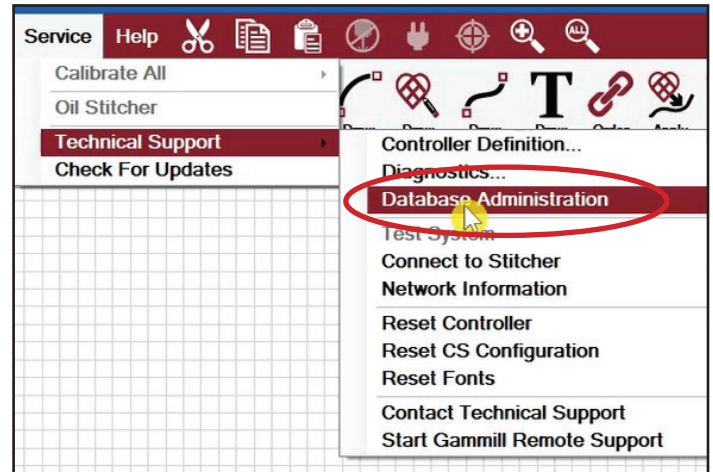 Service Help
ALL
Calibrate All
Oil Stitcher
Technical Support
Check For Updates
T
Controller Definition...
Diagnostics...
Database Administration
Test System
Connect to Stitcher
Network Information
Reset Controller
Reset CS Configuration
Reset Fonts
Contact Technical Support
Start Gammill Remote Support